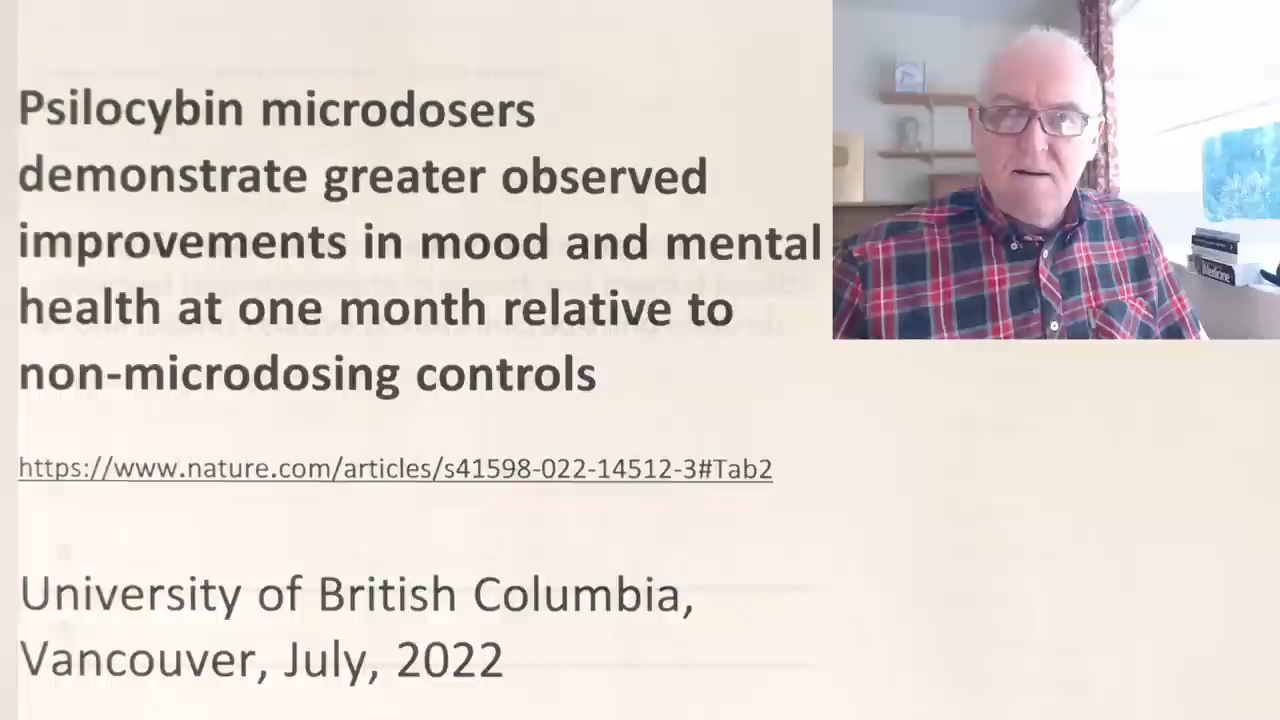 Psilocybin microdosers
demonstrate greater observed
improvements in mood and mental
health at one month relative to
non-microdosing controls
https://www.nature.com/articles/s41598-022-14512-3#Tab2
University of British Columbia,
Vancouver, July, 2022
Medicine